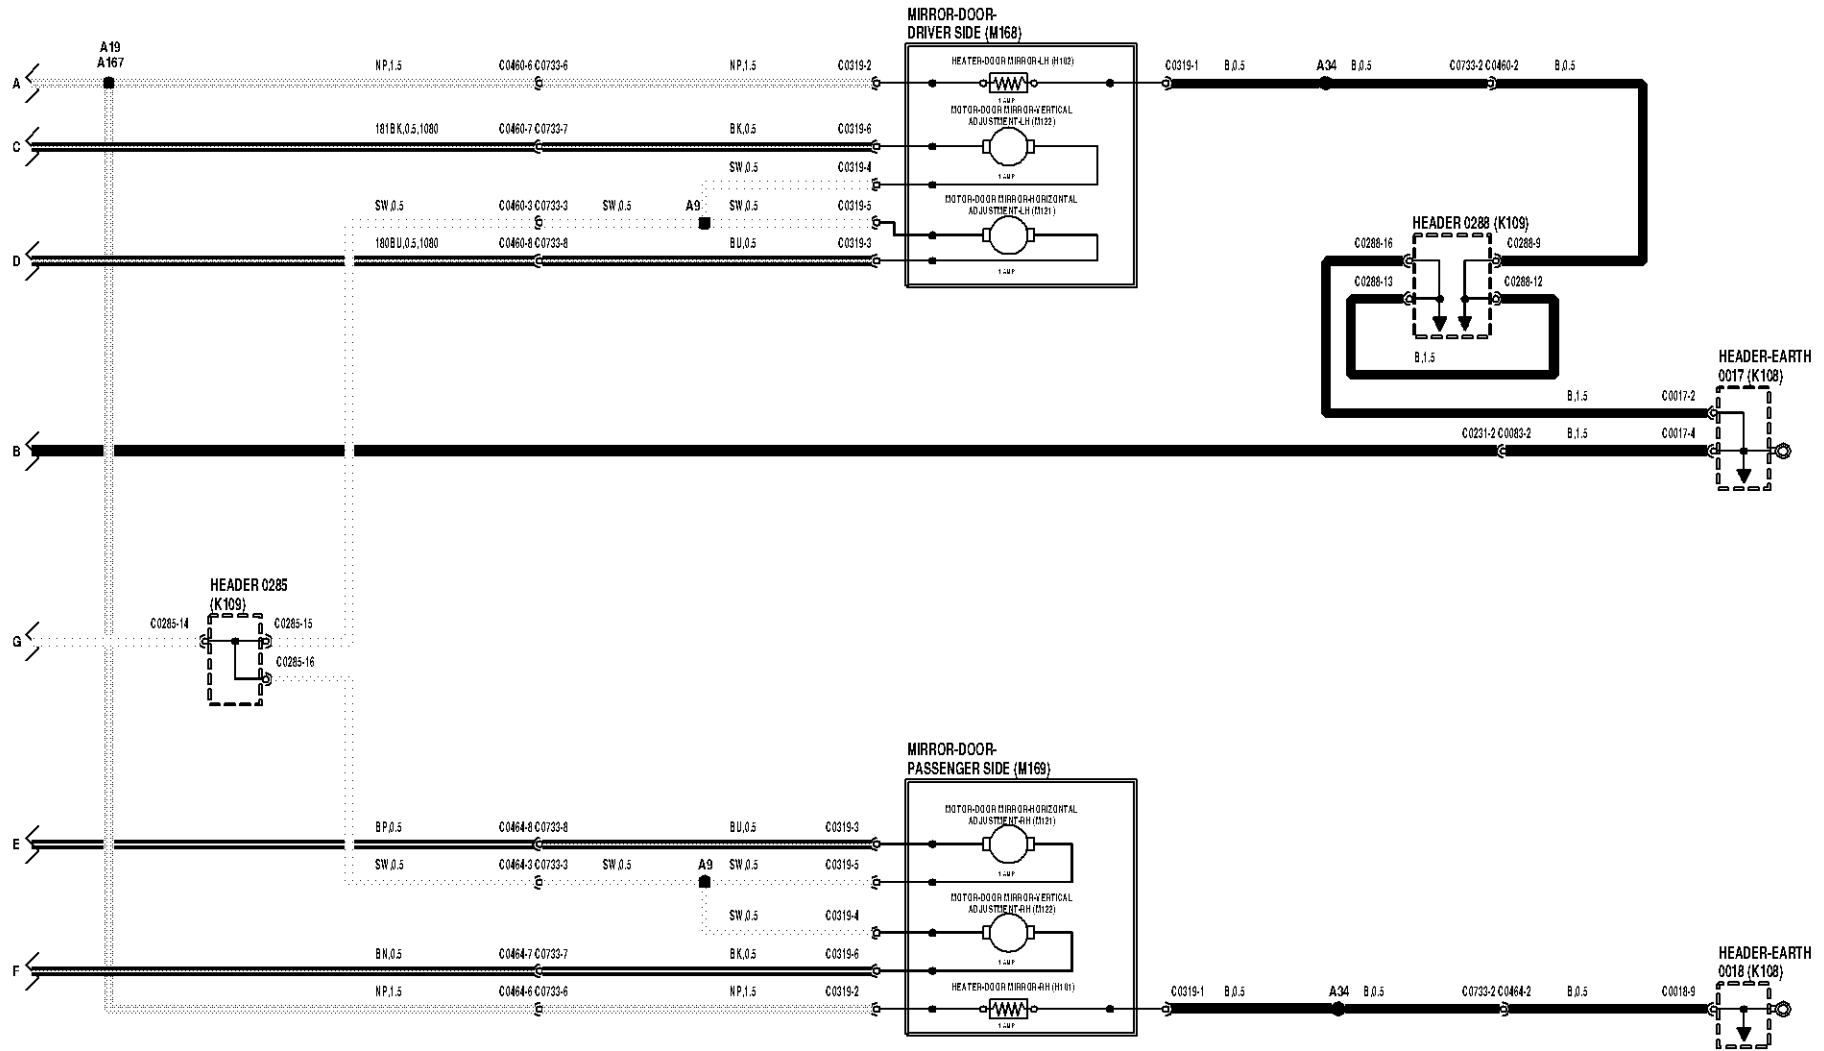 MIRROR-DOOR-
DRIVER SIDE (M168)
A19
A167
A
NP,1.5
C0460-6 C0733-6
NP,1.5
C0319-2
HEATER-DOOR MIRROR-LH (H102)
1 AMP
C0319-1
B,0.5
A34
B,0.5
C0733-2 C0460-2
B,0.5
C
181BK,0.5,1080
C0460-7 C0733-7
BK,0.5
C0319-6
MOTOR-DOOR MIRROR-VERTICAL
ADJUSTMENT-LH (M122)
1 AMP
SW,0.5
C0319-4
SW,0.5
C0460-3 C0733-3
SW,0.5
A9
SW,0.5
C0319-5
MOTOR-DOOR MIRROR-HORIZONTAL
ADJUSTMENT-LH (M121)
1 AMP
D
180BU,0.5,1080
C0460-8 C0733-8
BU,0.5
C0319-3
HEADER 0288 (K109)
C0288-16
C0288-9
C0288-13
C0288-12
B,1.5
HEADER-EARTH
0017 (K108)
B,1.5
C0017-2
B
C0231-2 C0083-2
B,1.5
C0017-4
HEADER 0285
(K109)
G
C0285-14
C0285-15
C0285-16
MIRROR-DOOR-
PASSENGER SIDE (M169)
MOTOR-DOOR MIRROR-HORIZONTAL
ADJUSTMENT-RH (M121)
1 AMP
E
BP,0.5
C0464-8 C0733-8
BU,0.5
C0319-3
SW,0.5
C0464-3 C0733-3
SW,0.5
A9
SW,0.5
C0319-5
MOTOR-DOOR MIRROR-VERTICAL
ADJUSTMENT-RH (M122)
1 AMP
SW,0.5
C0319-4
F
BN,0.5
C0464-7 C0733-7
BK,0.5
C0319-6
NP,1.5
C0464-6 C0733-6
NP,1.5
C0319-2
HEATER-DOOR MIRROR-RH (H101)
1 AMP
C0319-1
B,0.5
A34
B,0.5
C0733-2 C0464-2
B,0.5
C0018-9
HEADER-EARTH
0018 (K108)